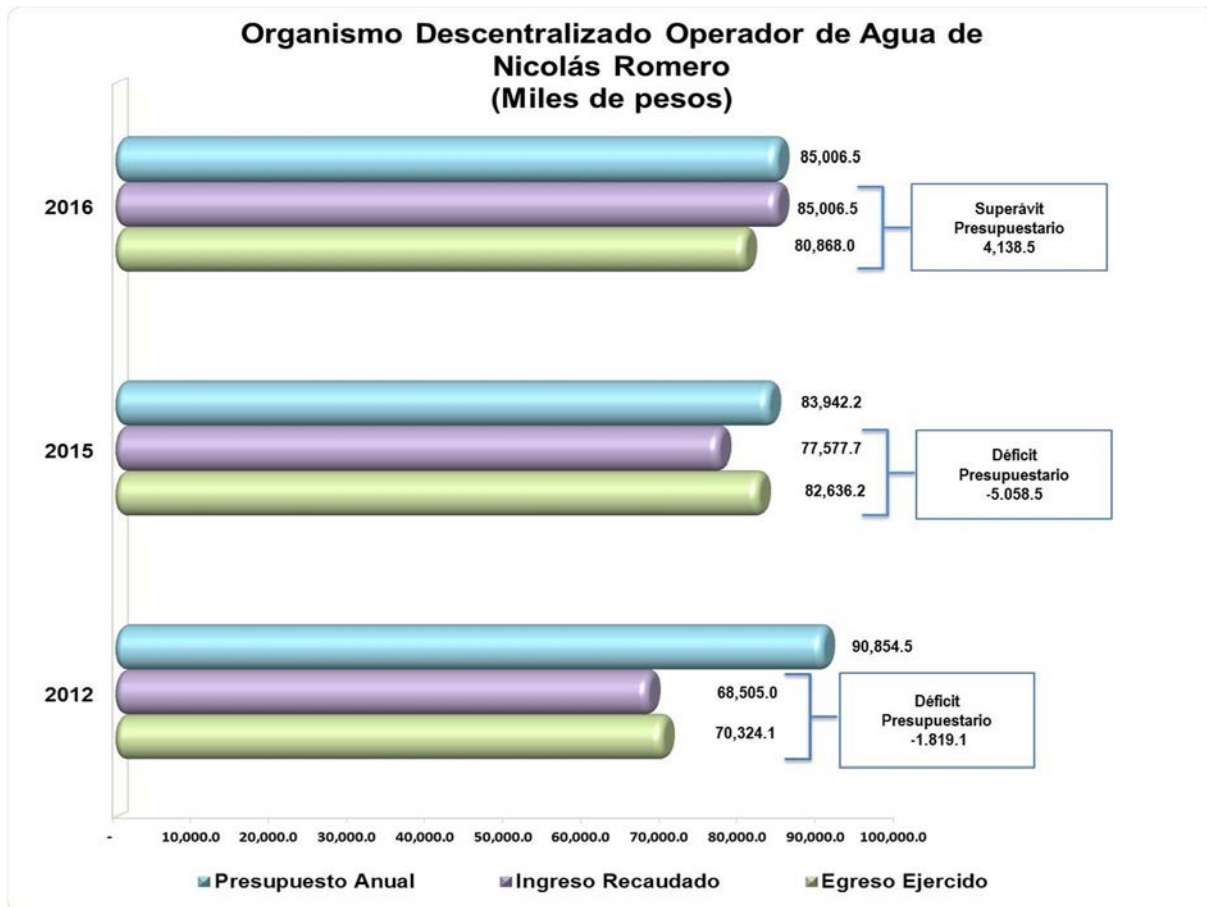 Organismo Descentralizado Operador de Agua de
Nicolás Romero
(Miles de pesos)
2016
85,006.5
85,006.5
80,868.0
Superávit
Presupuestario
4,138.5
2015
83,942.2
77,577.7
82,636.2
Déficit
Presupuestario
-5.058.5
2012
90,854.5
68,505.0
70,324.1
Déficit
Presupuestario
-1.819.1
- 10,000.0 20,000.0 30,000.0 40,000.0 50,000.0 60,000.0 70,000.0 80,000.0 90,000.0 100,000.0
Presupuesto Anual Ingreso Recaudado Egreso Ejercido